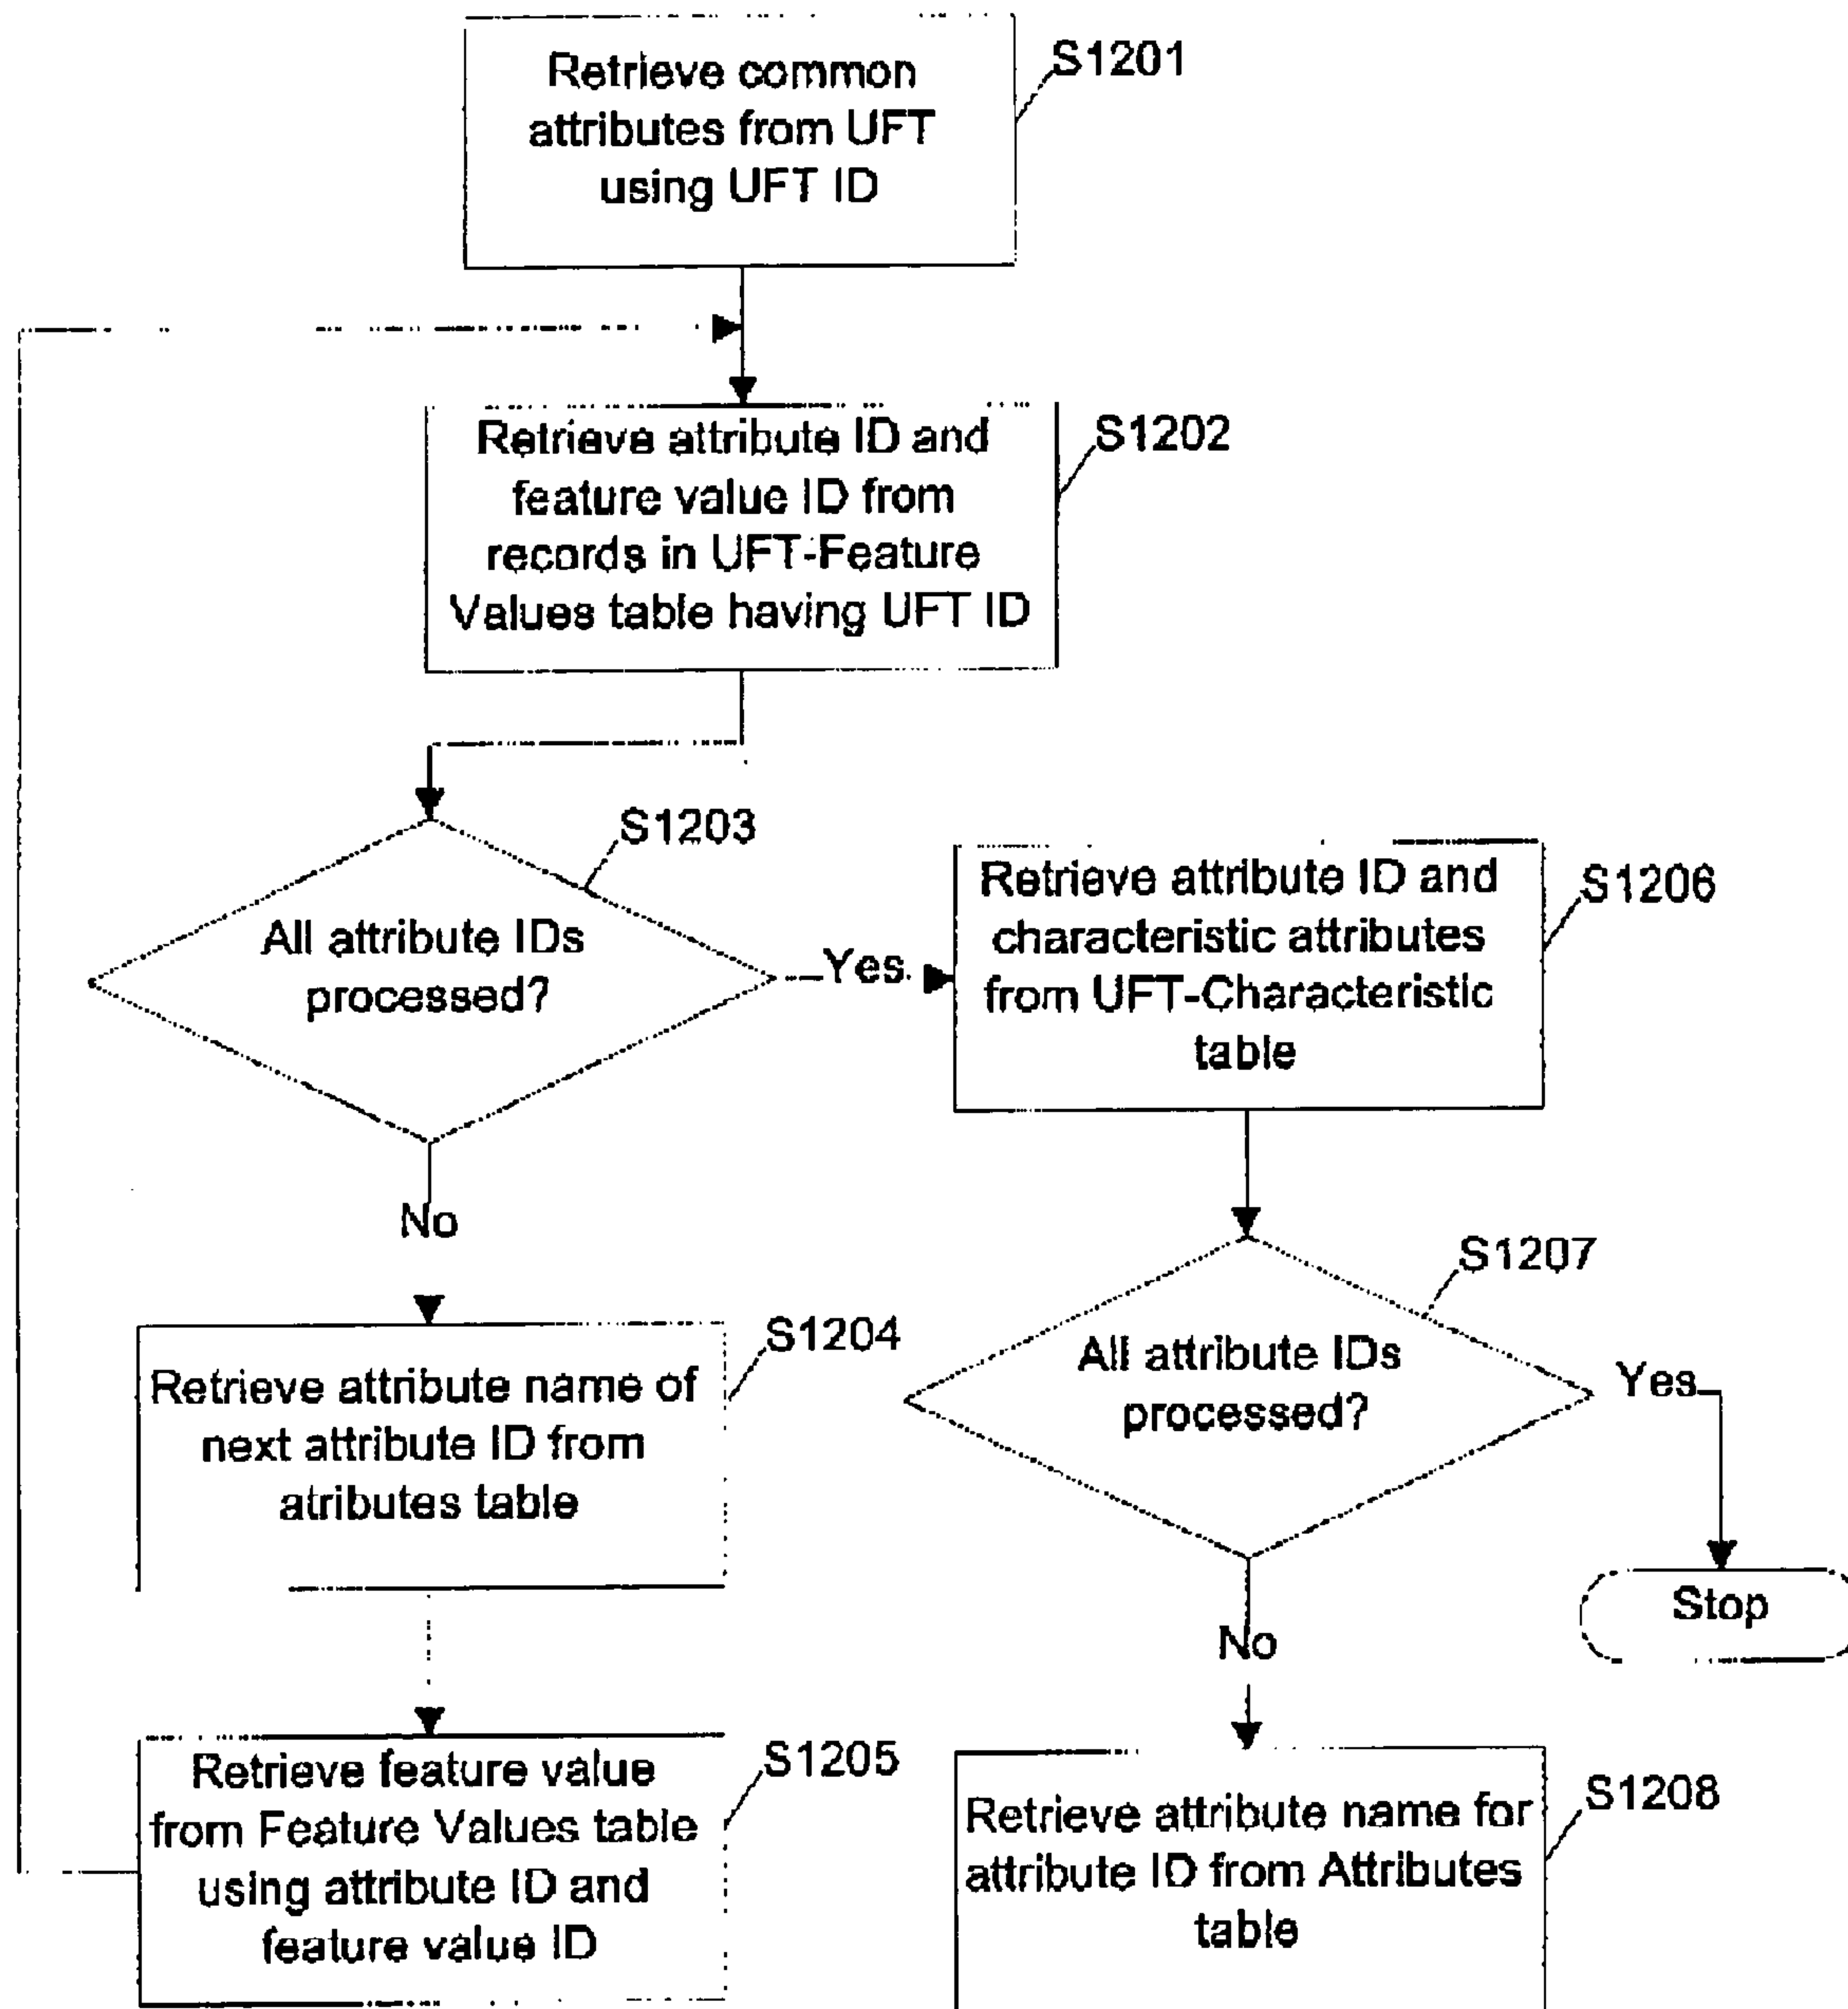 Retrieve common
attributes from UFT
using UFT ID
S1201
Retrieve attribute ID and
feature value ID from
records in UFT-Feature
Values table having UFT ID
S1202
All attribute IDs
processed?
S1203
Yes
No
Retrieve attribute ID and
characteristic attributes
from UFT-Characteristic
table
S1206
Retrieve attribute name of
next attribute ID from
atributes table
S1204
All attribute IDs
processed?
S1207
Yes
Stop
No
Retrieve feature value
from Feature Values table
using attribute ID and
feature value ID
S1205
Retrieve attribute name for
attribute ID from Attributes
table
S1208